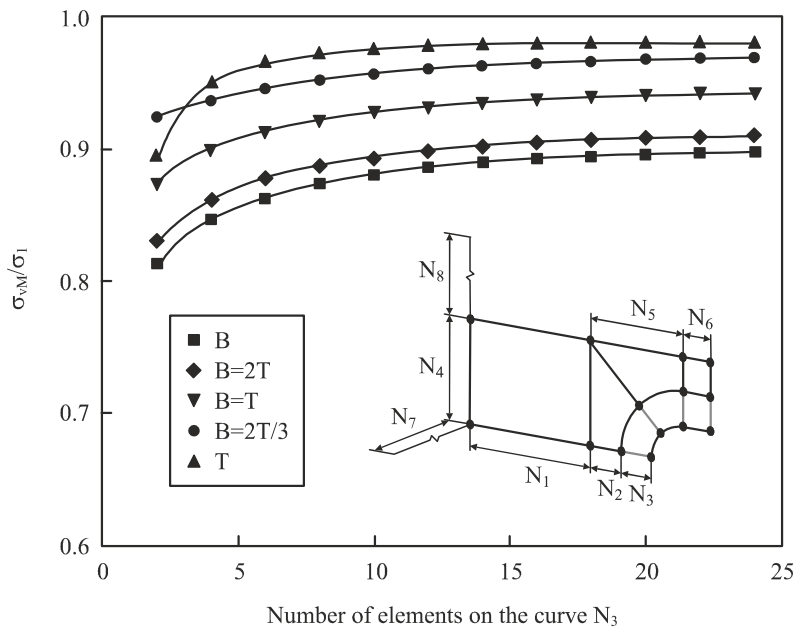 1.0
0.9
0.8
0.7
0.6
σvM/σ1
B
B=2T
B=T
B=2T/3
T
N8
N4
N7
N5
N6
N1
N2
N3
0
5
10
15
20
25
Number of elements on the curve N3